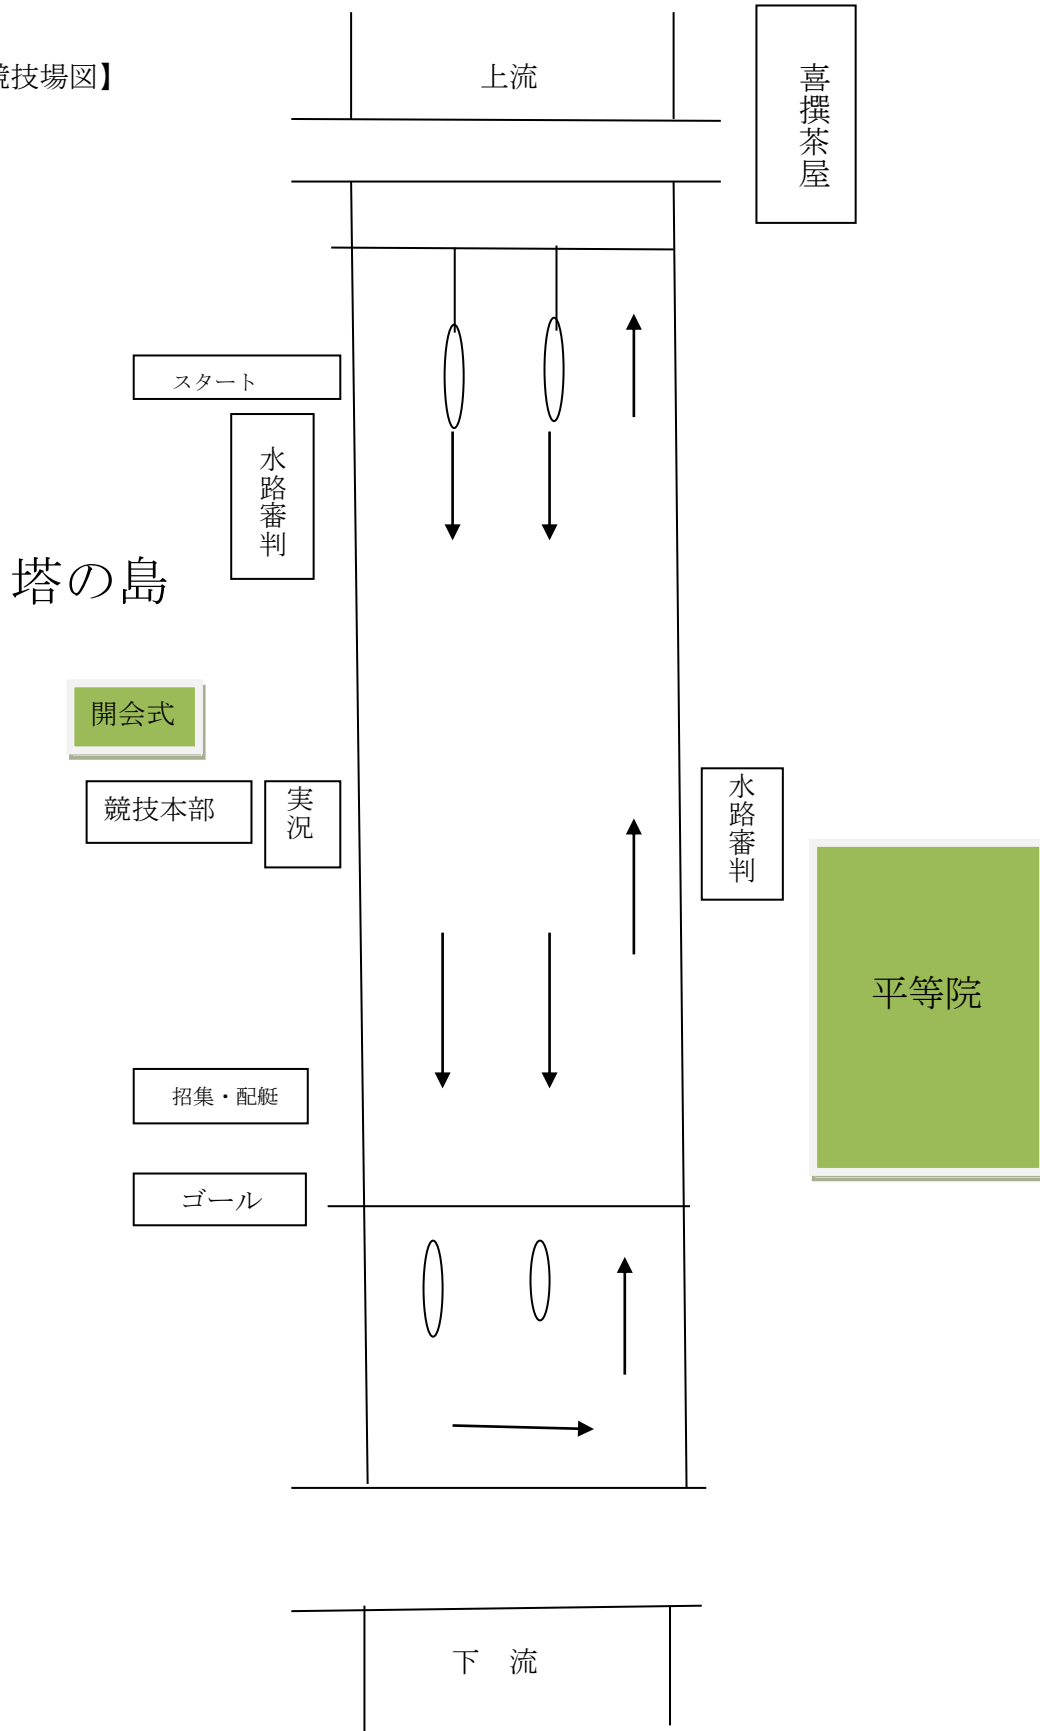 競技場図】
上流
喜撰茶屋
スタート
水路審判
塔の島
開会式
競技本部
実況
水路審判
平等院
招集・配艇
ゴール
下　流